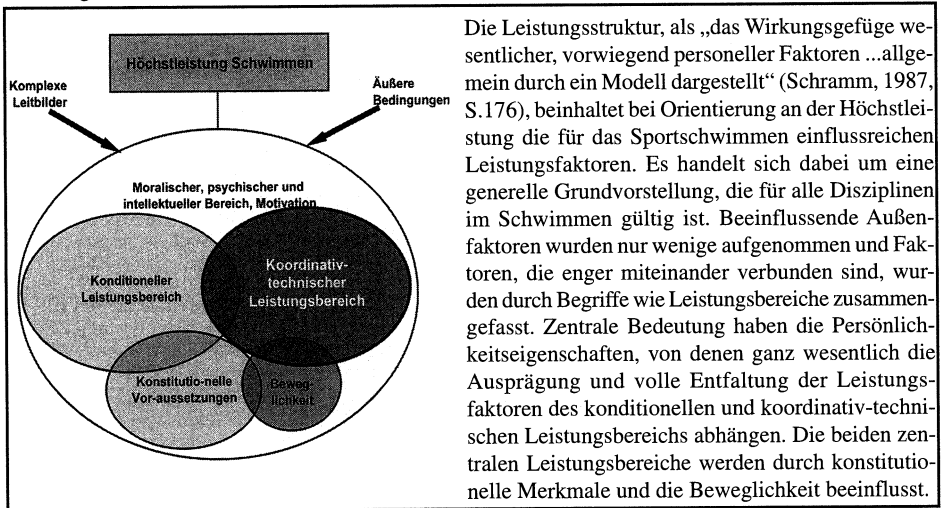 Höchstleistung Schwimmen
Komplexe
Leitbilder
Äußere
Bedingungen
Moralischer, psychischer und
intellektueller Bereich, Motivation
Konditioneller
Leistungsbereich
Koordinativ-
technischer
Leistungsbereich
Konstitutio-nelle
Vor-aussetzungen
Beweg-
lichkeit
Die Leistungsstruktur, als „das Wirkungsgefüge we-
sentlicher, vorwiegend personeller Faktoren ...allge-
mein durch ein Modell dargestellt“ (Schramm, 1987,
S.176), beinhaltet bei Orientierung an der Höchstlei-
stung die für das Sportschwimmen einflussreichen
Leistungsfaktoren. Es handelt sich dabei um eine
generelle Grundvorstellung, die für alle Disziplinen
im Schwimmen gültig ist. Beeinflussende Außen-
faktoren wurden nur wenige aufgenommen und Fak-
toren, die enger miteinander verbunden sind, wur-
den durch Begriffe wie Leistungsbereiche zusammen-
gefasst. Zentrale Bedeutung haben die Persönlich-
keitseigenschaften, von denen ganz wesentlich die
Ausprägung und volle Entfaltung der Leistungs-
faktoren des konditionellen und koordinativ-techni-
schen Leistungsbereichs abhängen. Die beiden zen-
tralen Leistungsbereiche werden durch konstitutio-
nelle Merkmale und die Beweglichkeit beeinflusst.